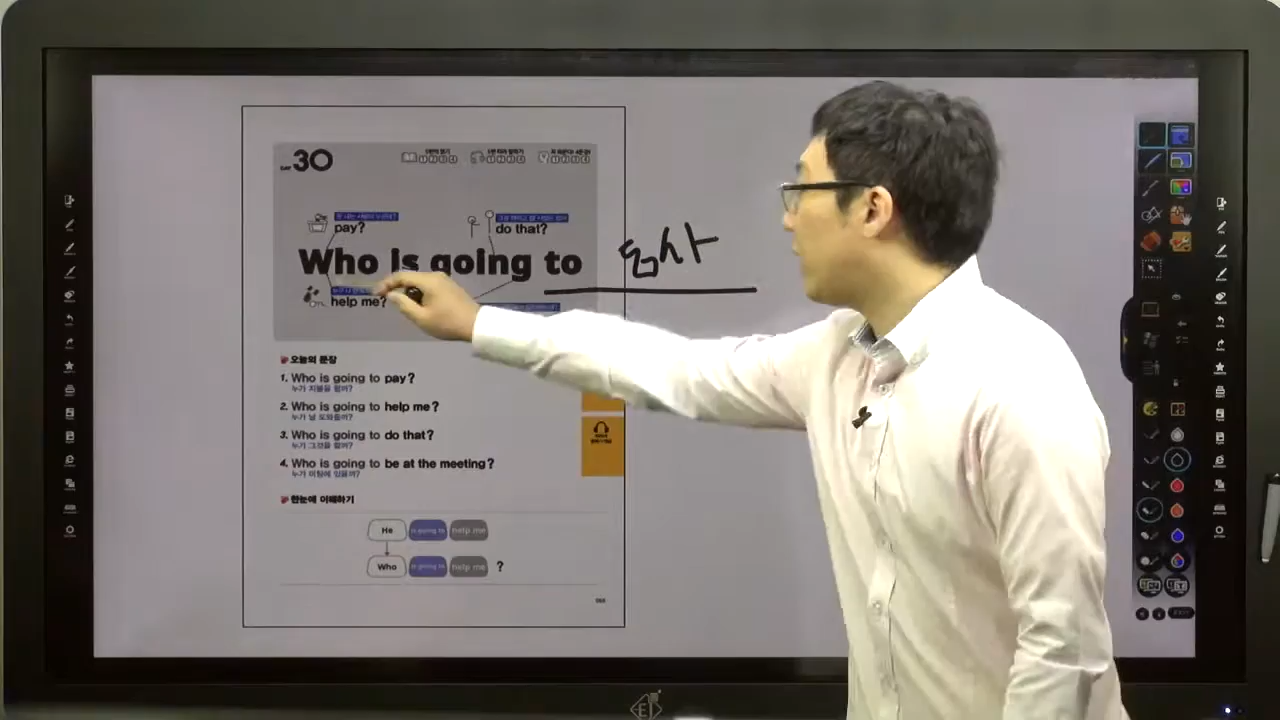 DAY 30
pay?
do that?
Who is going to 동사
help me?
오늘의 문장
1. Who is going to pay?
누가 지불을 할까?
2. Who is going to help me?
누가 날 도와줄까?
3. Who is going to do that?
누가 그것을 할까?
4. Who is going to be at the meeting?
누가 미팅에 있을까?
한눈에 이해하기
He is going to help me
Who is going to help me ?